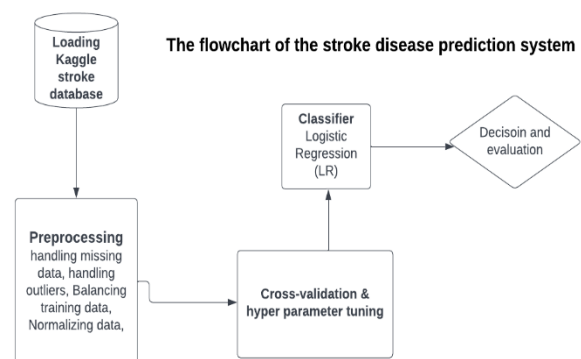 The flowchart of the stroke disease prediction system
Loading
Kaggle
stroke
database
Preprocessing
handling missing
data, handling
outliers, Balancing
training data,
Normalizing data,
Cross-validation &
hyper parameter tuning
Classifier
Logistic
Regression
(LR)
Decisoin and
evaluation